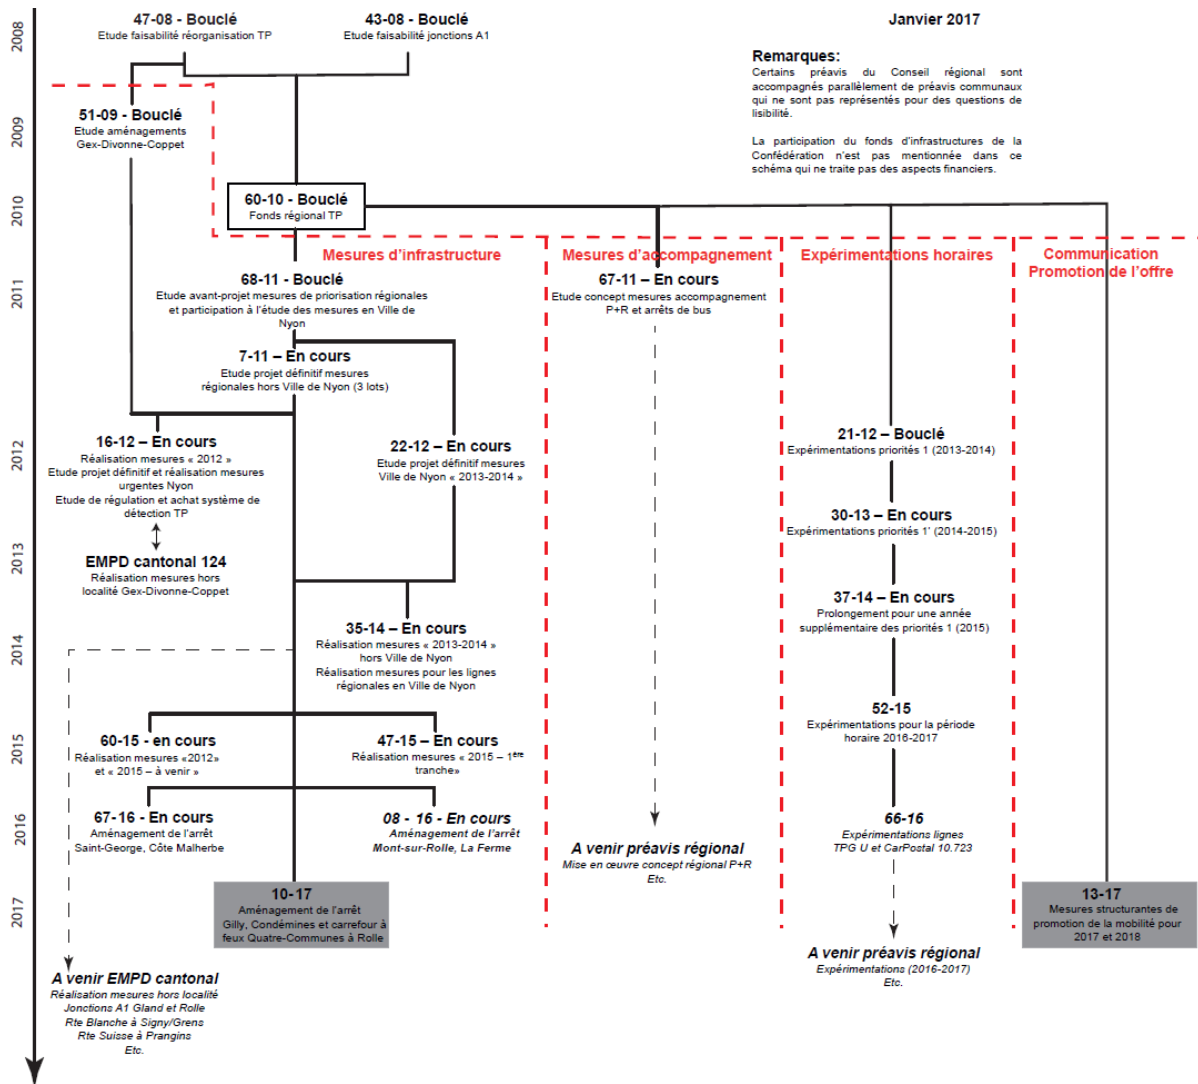 2008
2009
2010
2011
2012
2013
2014
2015
2016
2017
47-08 - Bouclé
Etude faisabilité réorganisation TP
43-08 - Bouclé
Etude faisabilité jonctions A1
Janvier 2017
Remarques:
Certains préavis du Conseil régional sont
accompagnés parallèlement de préavis communaux
qui ne sont pas représentés pour des questions de
lisibilité.
La participation du fonds d'infrastructures de la
Confédération n'est pas mentionnée dans ce
schéma qui ne traite pas des aspects financiers.
51-09 - Bouclé
Etude aménagements
Gex-Divonne-Coppet
60-10 - Bouclé
Fonds régional TP
Mesures d'infrastructure
68-11 - Bouclé
Etude avant-projet mesures de priorisation régionales
et participation à l'étude des mesures en Ville de
Nyon
7-11 – En cours
Etude projet définitif mesures
régionales hors Ville de Nyon (3 lots)
16-12 – En cours
Réalisation mesures « 2012 »
Etude projet définitif et réalisation mesures
urgentes Nyon
Etude de régulation et achat système de
détection TP
22-12 – En cours
Etude projet définitif mesures
Ville de Nyon « 2013-2014 »
EMPD cantonal 124
Réalisation mesures hors
localité Gex-Divonne-Coppet
35-14 – En cours
Réalisation mesures « 2013-2014 »
hors Ville de Nyon
Réalisation mesures pour les lignes
régionales en Ville de Nyon
60-15 - en cours
Réalisation mesures «2012»
et « 2015 – à venir »
47-15 – En cours
Réalisation mesures «2015 – 1ère
tranche»
67-16 - En cours
Aménagement de l'arrêt
Saint-George, Côte Malherbe
08 - 16 - En cours
Aménagement de l'arrêt
Mont-sur-Rolle, La Ferme
10-17
Aménagement de l'arrêt
Gilly, Condémines et carrefour à
feux Quatre-Communes à Rolle
A venir EMPD cantonal
Réalisation mesures hors localité
Jonctions A1 Gland et Rolle
Rte Blanche à Signy/Grens
Rte Suisse à Prangins
Etc.
Mesures d'accompagnement
67-11 – En cours
Etude concept mesures accompagnement
P+R et arrêts de bus
A venir préavis régional
Mise en œuvre concept régional P+R
Etc.
Expérimentations horaires
21-12 – Bouclé
Expérimentations priorités 1 (2013-2014)
30-13 – En cours
Expérimentations priorités 1' (2014-2015)
37-14 – En cours
Prolongement pour une année
supplémentaire des priorités 1 (2015)
52-15
Expérimentations pour la période
horaire 2016-2017
66-16
Expérimentations lignes
TPG U et CarPostal 10.723
A venir préavis régional
Expérimentations (2016-2017)
Etc.
Communication
Promotion de l'offre
13-17
Mesures structurantes de
promotion de la mobilité pour
2017 et 2018